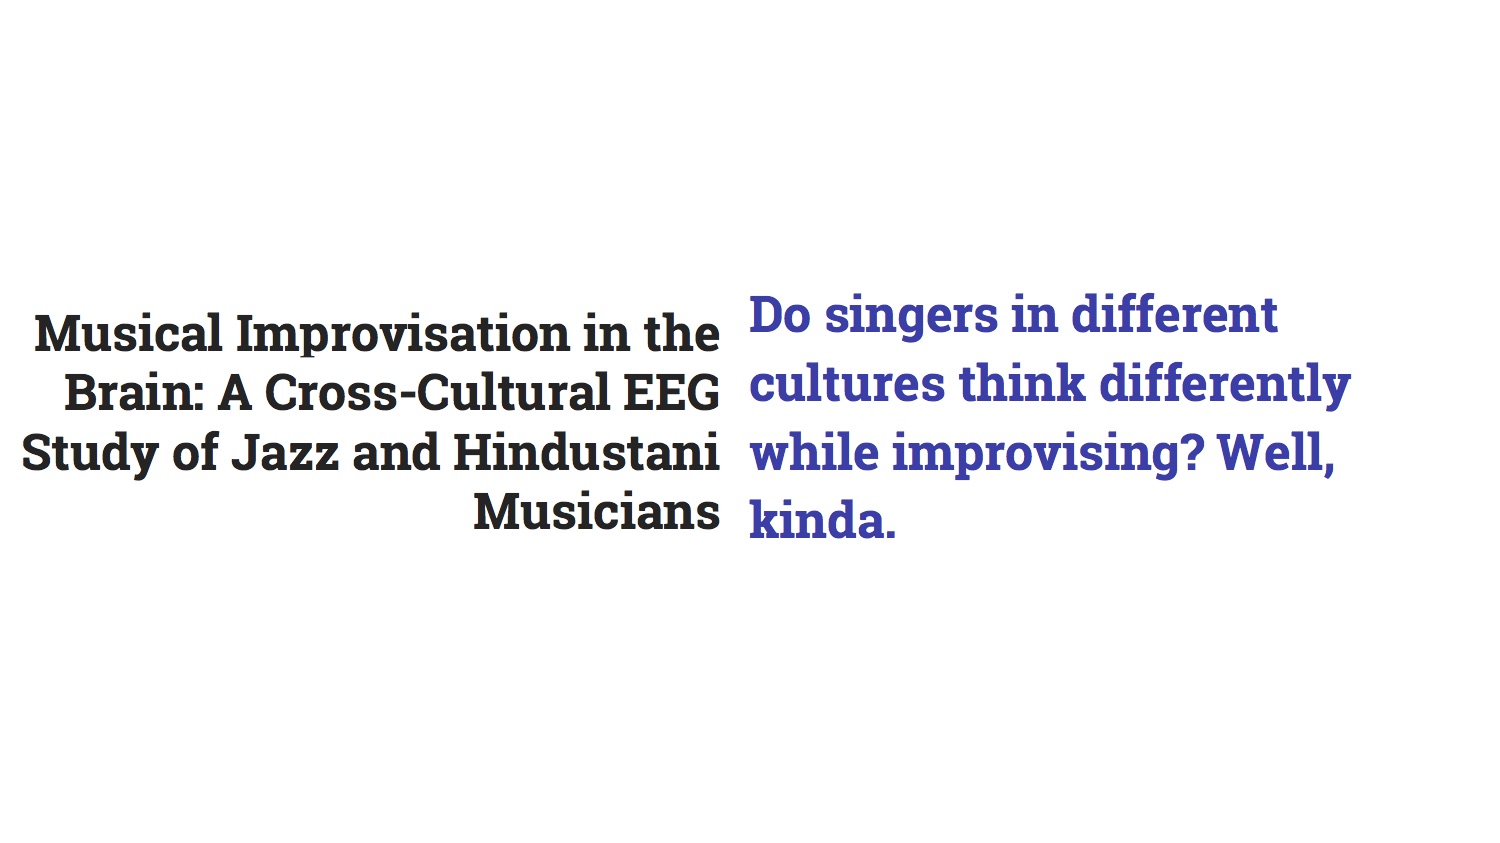 Musical Improvisation in the
Brain: A Cross-Cultural EEG
Study of Jazz and Hindustani
Musicians
Do singers in different
cultures think differently
while improvising? Well,
kinda.